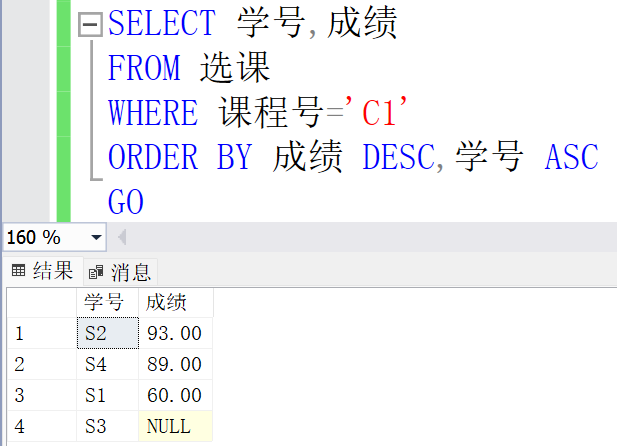 SELECT 学号,成绩
FROM 选课
WHERE 课程号='C1'
ORDER BY 成绩 DESC,学号 ASC
GO
160 %
结果 消息
学号 成绩
1 S2 93.00
2 S4 89.00
3 S1 60.00
4 S3 NULL